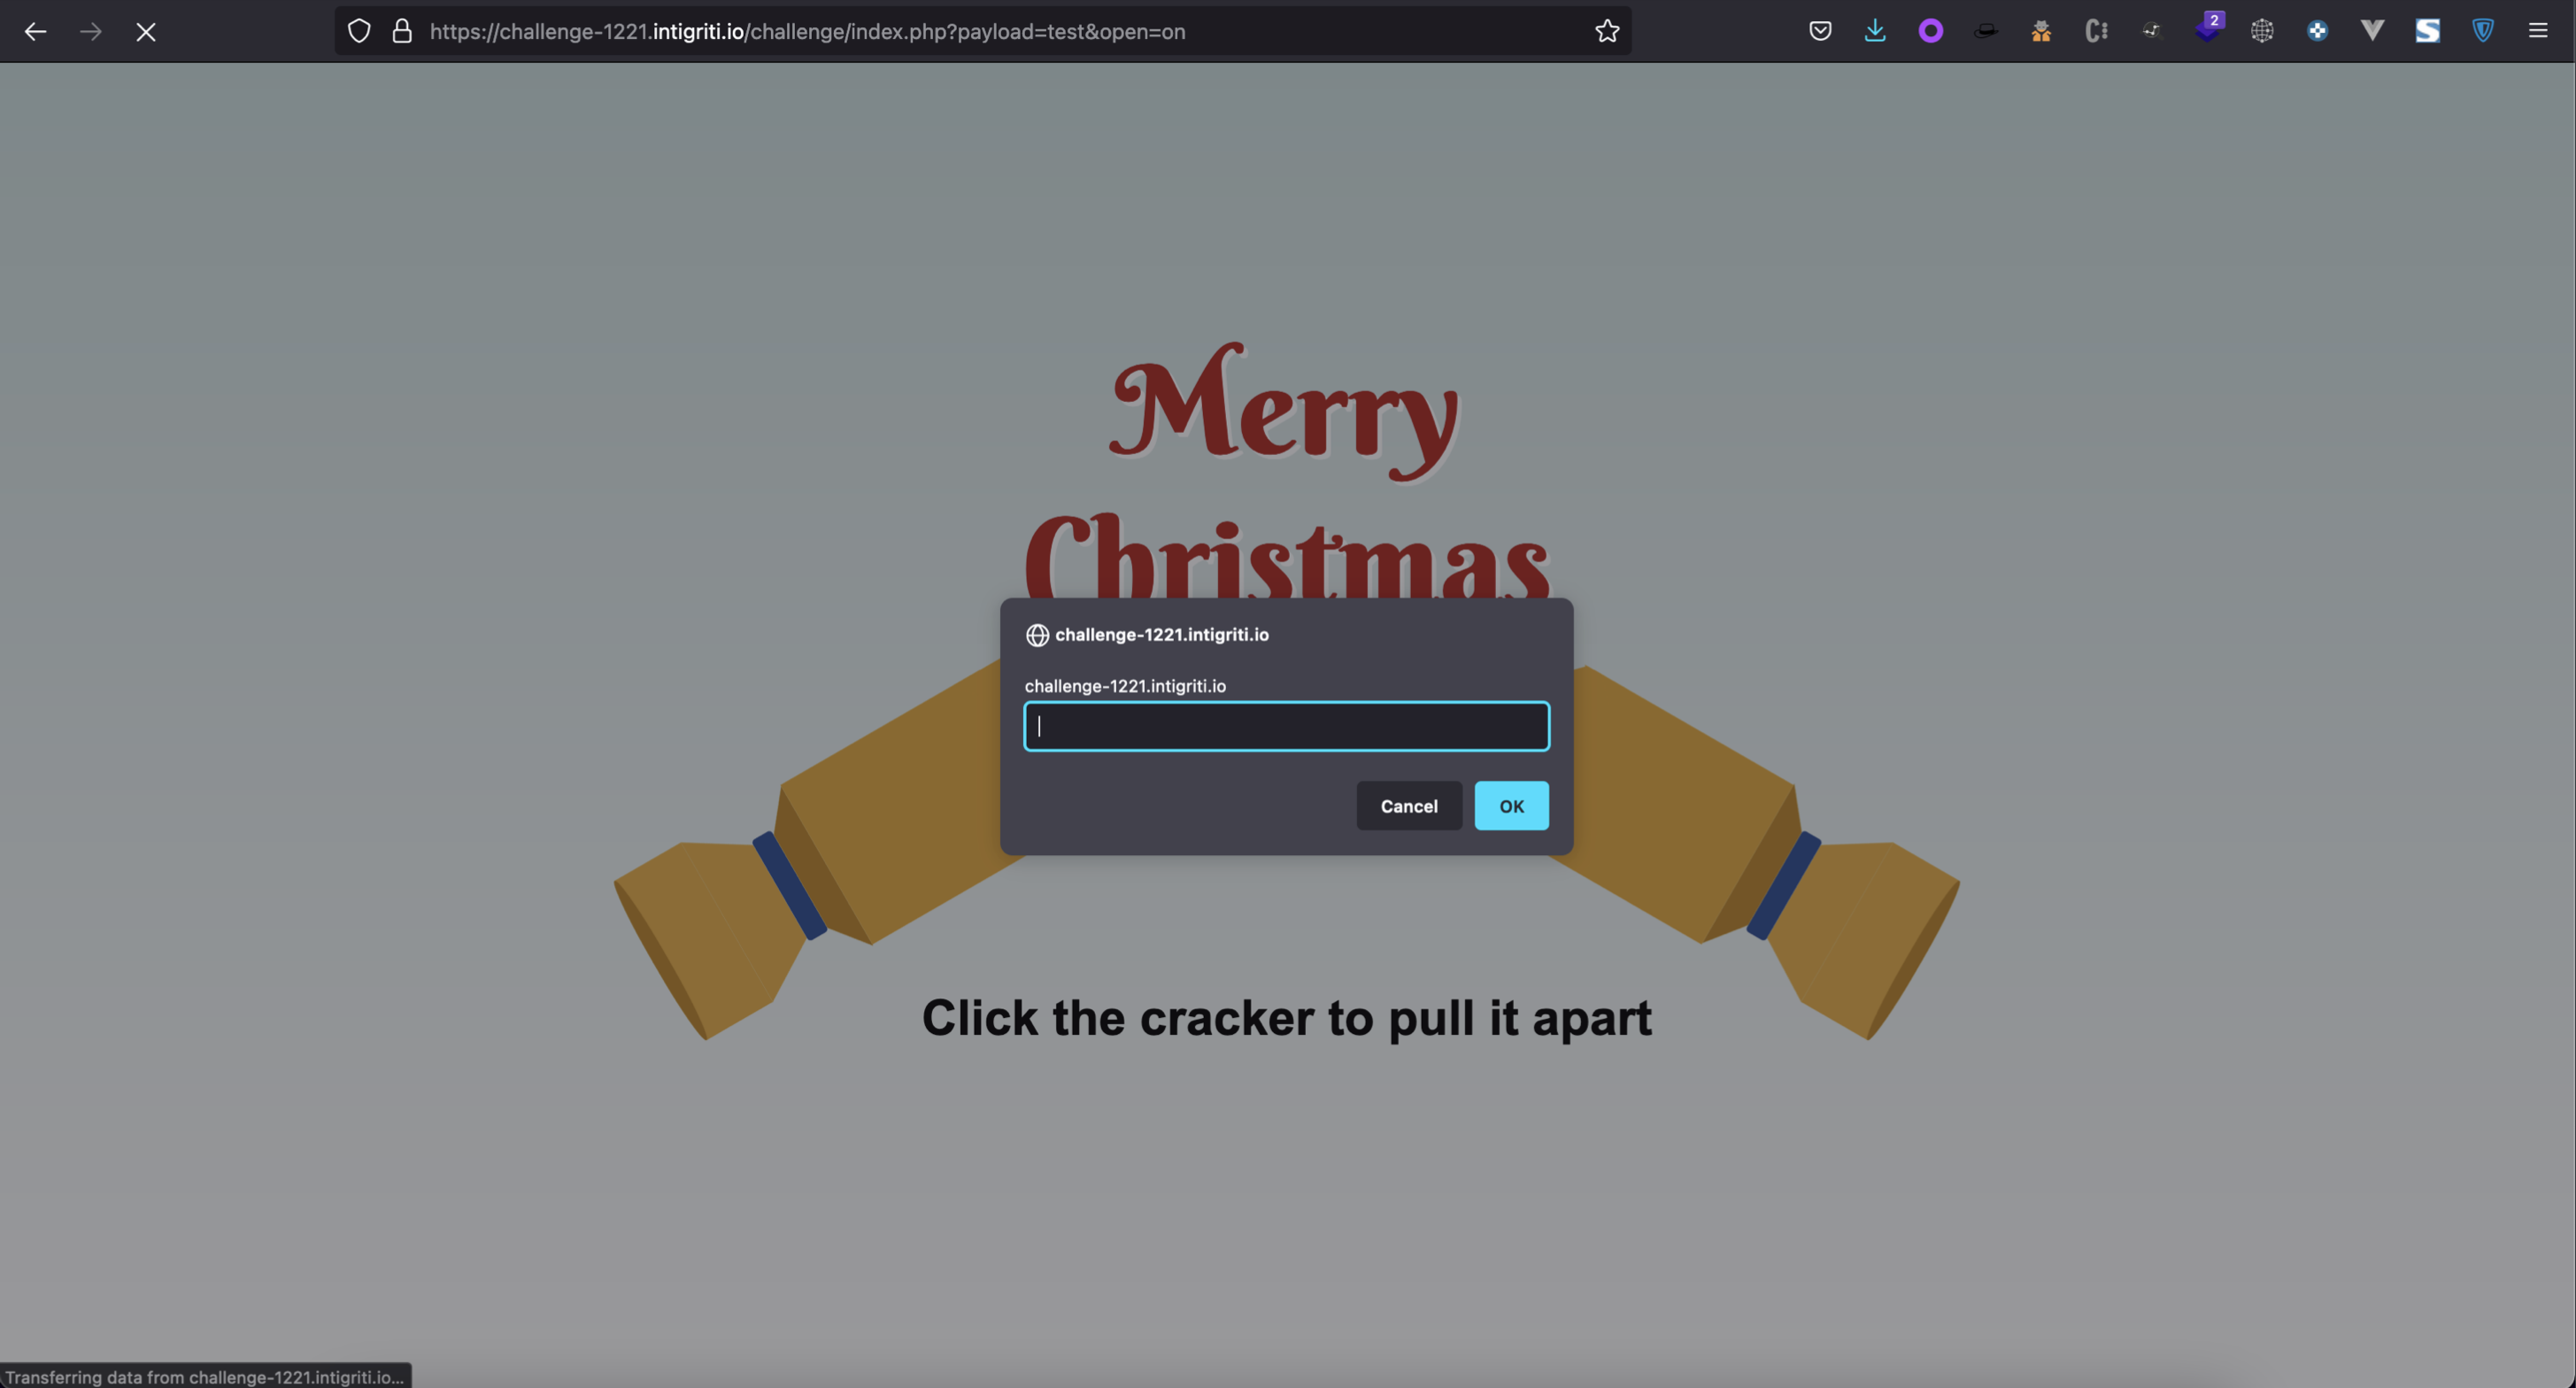 https://challenge-1221.intigriti.io/challenge/index.php?payload=test&open=on
2
Merry
Christmas
challenge-1221.intigriti.io
challenge-1221.intigriti.io
Cancel
OK
Click the cracker to pull it apart
Transferring data from challenge-1221.intigriti.io...